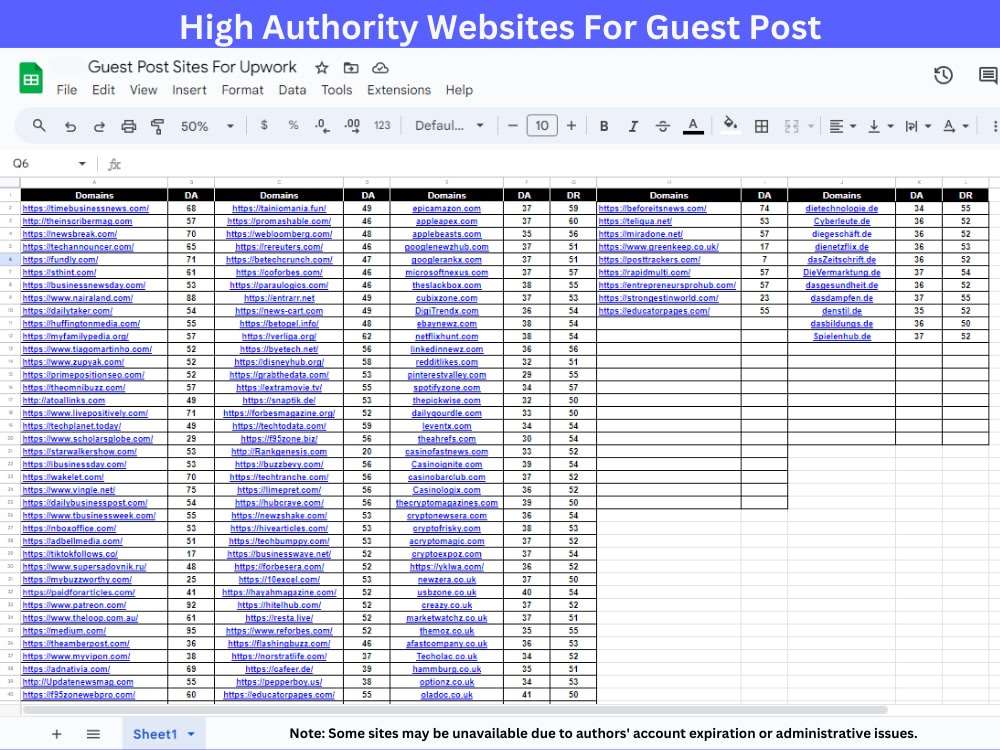 High Authority Websites For Guest Post
Guest Post Sites For Upwork
File Edit View Insert Format Data Tools Extensions Help
50% $ % .0 .00 123 Defaul... 10 B I A A
Q6 fx
Domains DA Domains DA Domains DA DR Domains DA Domains DA DR
https://timebusinessnews.com/ 68 https://tainiomania.fun/ 49 epicamazon.com 37 59 https://beforeitsnews.com/ 74 dietechnologie.de 34 55
http://theinscribermag.com 57 https://promashable.com/ 46 appleapex.com 37 60 https://teliqua.net/ 53 Cyberleute.de 36 52
https://newsbreak.com/ 70 https://webloomberg.com/ 48 applebeasts.com 35 56 https://miradone.net/ 57 diegeschäft.de 36 52
https://techannouncer.com/ 65 https://rereuters.com/ 46 googlenewzhub.com 37 51 https://www.greenkeep.co.uk/ 17 dienetzflix.de 36 53
https://fundly.com/ 71 https://betechcrunch.com/ 47 googlerankx.com 37 51 https://posttrackers.com/ 7 dasZeitschrift.de 36 52
https://sthint.com/ 61 https://coforbes.com/ 46 microsoftnexus.com 37 57 https://rapidmulti.com/ 57 DieVermarktung.de 37 54
https://businessnewsday.com/ 53 https://paraulogics.com/ 46 theslackbox.com 38 55 https://entrepreneursprohub.com/ 57 dasgesundheit.de 36 52
https://www.nairaland.com/ 88 https://entrarr.net 49 cubixzone.com 37 53 https://strongestinworld.com/ 23 dasdampfen.de 37 55
https://dailytaker.com/ 54 https://news-cart.com/ 49 DigiTrendx.com 36 54 https://educatorpages.com/ 55 denstil.de 35 52
https://huffingtonmedia.com/ 55 https://betogel.info/ 48 ebaynewz.com 38 54 dasbildungs.de 36 50
https://myfamilypedia.org/ 57 https://verliga.org/ 62 netflixhunt.com 38 54 Spielenhub.de 37 52
https://www.tiagomartinho.com/ 52 https://byetech.net/ 56 linkedinnewz.com 36 56
https://www.zupyak.com/ 52 https://disneyhub.org/ 58 redditlikes.com 32 51
https://primepositionseo.com/ 52 https://grabthedata.com/ 53 pinterestvalley.com 29 55
https://theomnibuzz.com/ 57 https://extramovie.tv/ 55 spotifyzone.com 34 57
http://atoallinks.com 49 https://snaptik.de/ 53 thepickwise.com 32 50
https://www.livepositively.com/ 71 https://forbesmagazine.org/ 52 dailygourdle.com 33 50
https://techplanet.today/ 49 https://techtodata.com/ 59 leventx.com 34 54
https://www.scholarsglobe.com/ 29 https://f95zone.biz/ 56 theahrefs.com 30 54
https://starwalkershow.com/ 53 http://Rankgenesis.com 20 casinofastnews.com 33 52
https://ibusinessday.com/ 53 https://buzzbevy.com/ 56 Casinoignite.com 39 54
https://wakelet.com/ 70 https://techtranche.com/ 56 casinobarclub.com 37 52
https://www.vingle.net/ 75 https://limepret.com/ 56 Casinologix.com 36 52
https://dailybusinesspost.com/ 54 https://hubcrave.com/ 56 thecryptomagazines.com 39 50
https://www.tbusinessweek.com/ 55 https://newzshake.com/ 53 cryptonewsera.com 36 54
https://nboxoffice.com/ 53 https://hivearticles.com/ 53 cryptofrisky.com 38 53
https://adbellmedia.com/ 51 https://techbumppy.com/ 53 acryptomagic.com 37 52
https://tiktokfollows.co/ 17 https://businesswave.net/ 52 cryptoexpoz.com 37 54
https://www.supersadovnik.ru/ 48 https://forbesera.com/ 52 https://yklwa.com/ 36 52
https://mybuzzworthy.com/ 25 https://10excel.com/ 53 newzera.co.uk 37 50
https://paidforarticles.com/ 41 https://hayahmagazine.com/ 52 usbzone.co.uk 40 54
https://www.patreon.com/ 92 https://hitelhub.com/ 52 creazy.co.uk 37 52
https://www.theloop.com.au/ 61 https://resta.live/ 52 marketwatchz.co.uk 37 51
https://medium.com/ 95 https://www.reforbes.com/ 52 themoz.co.uk 35 55
https://theamberpost.com/ 36 https://flashingbuzz.com/ 46 afastcompany.co.uk 36 53
https://www.myvipon.com/ 38 https://norstratlife.com/ 37 Techolac.co.uk 34 52
https://adnativia.com/ 69 https://cafeer.de/ 39 hammburg.co.uk 35 51
http://Updatenewsmag.com 55 https://pepperboy.us/ 38 optionz.co.uk 34 53
https://f95zonewebpro.com/ 60 https://educatorpages.com/ 55 oladoc.co.uk 41 50
Sheet1 Note: Some sites may be unavailable due to authors' account expiration or administrative issues.